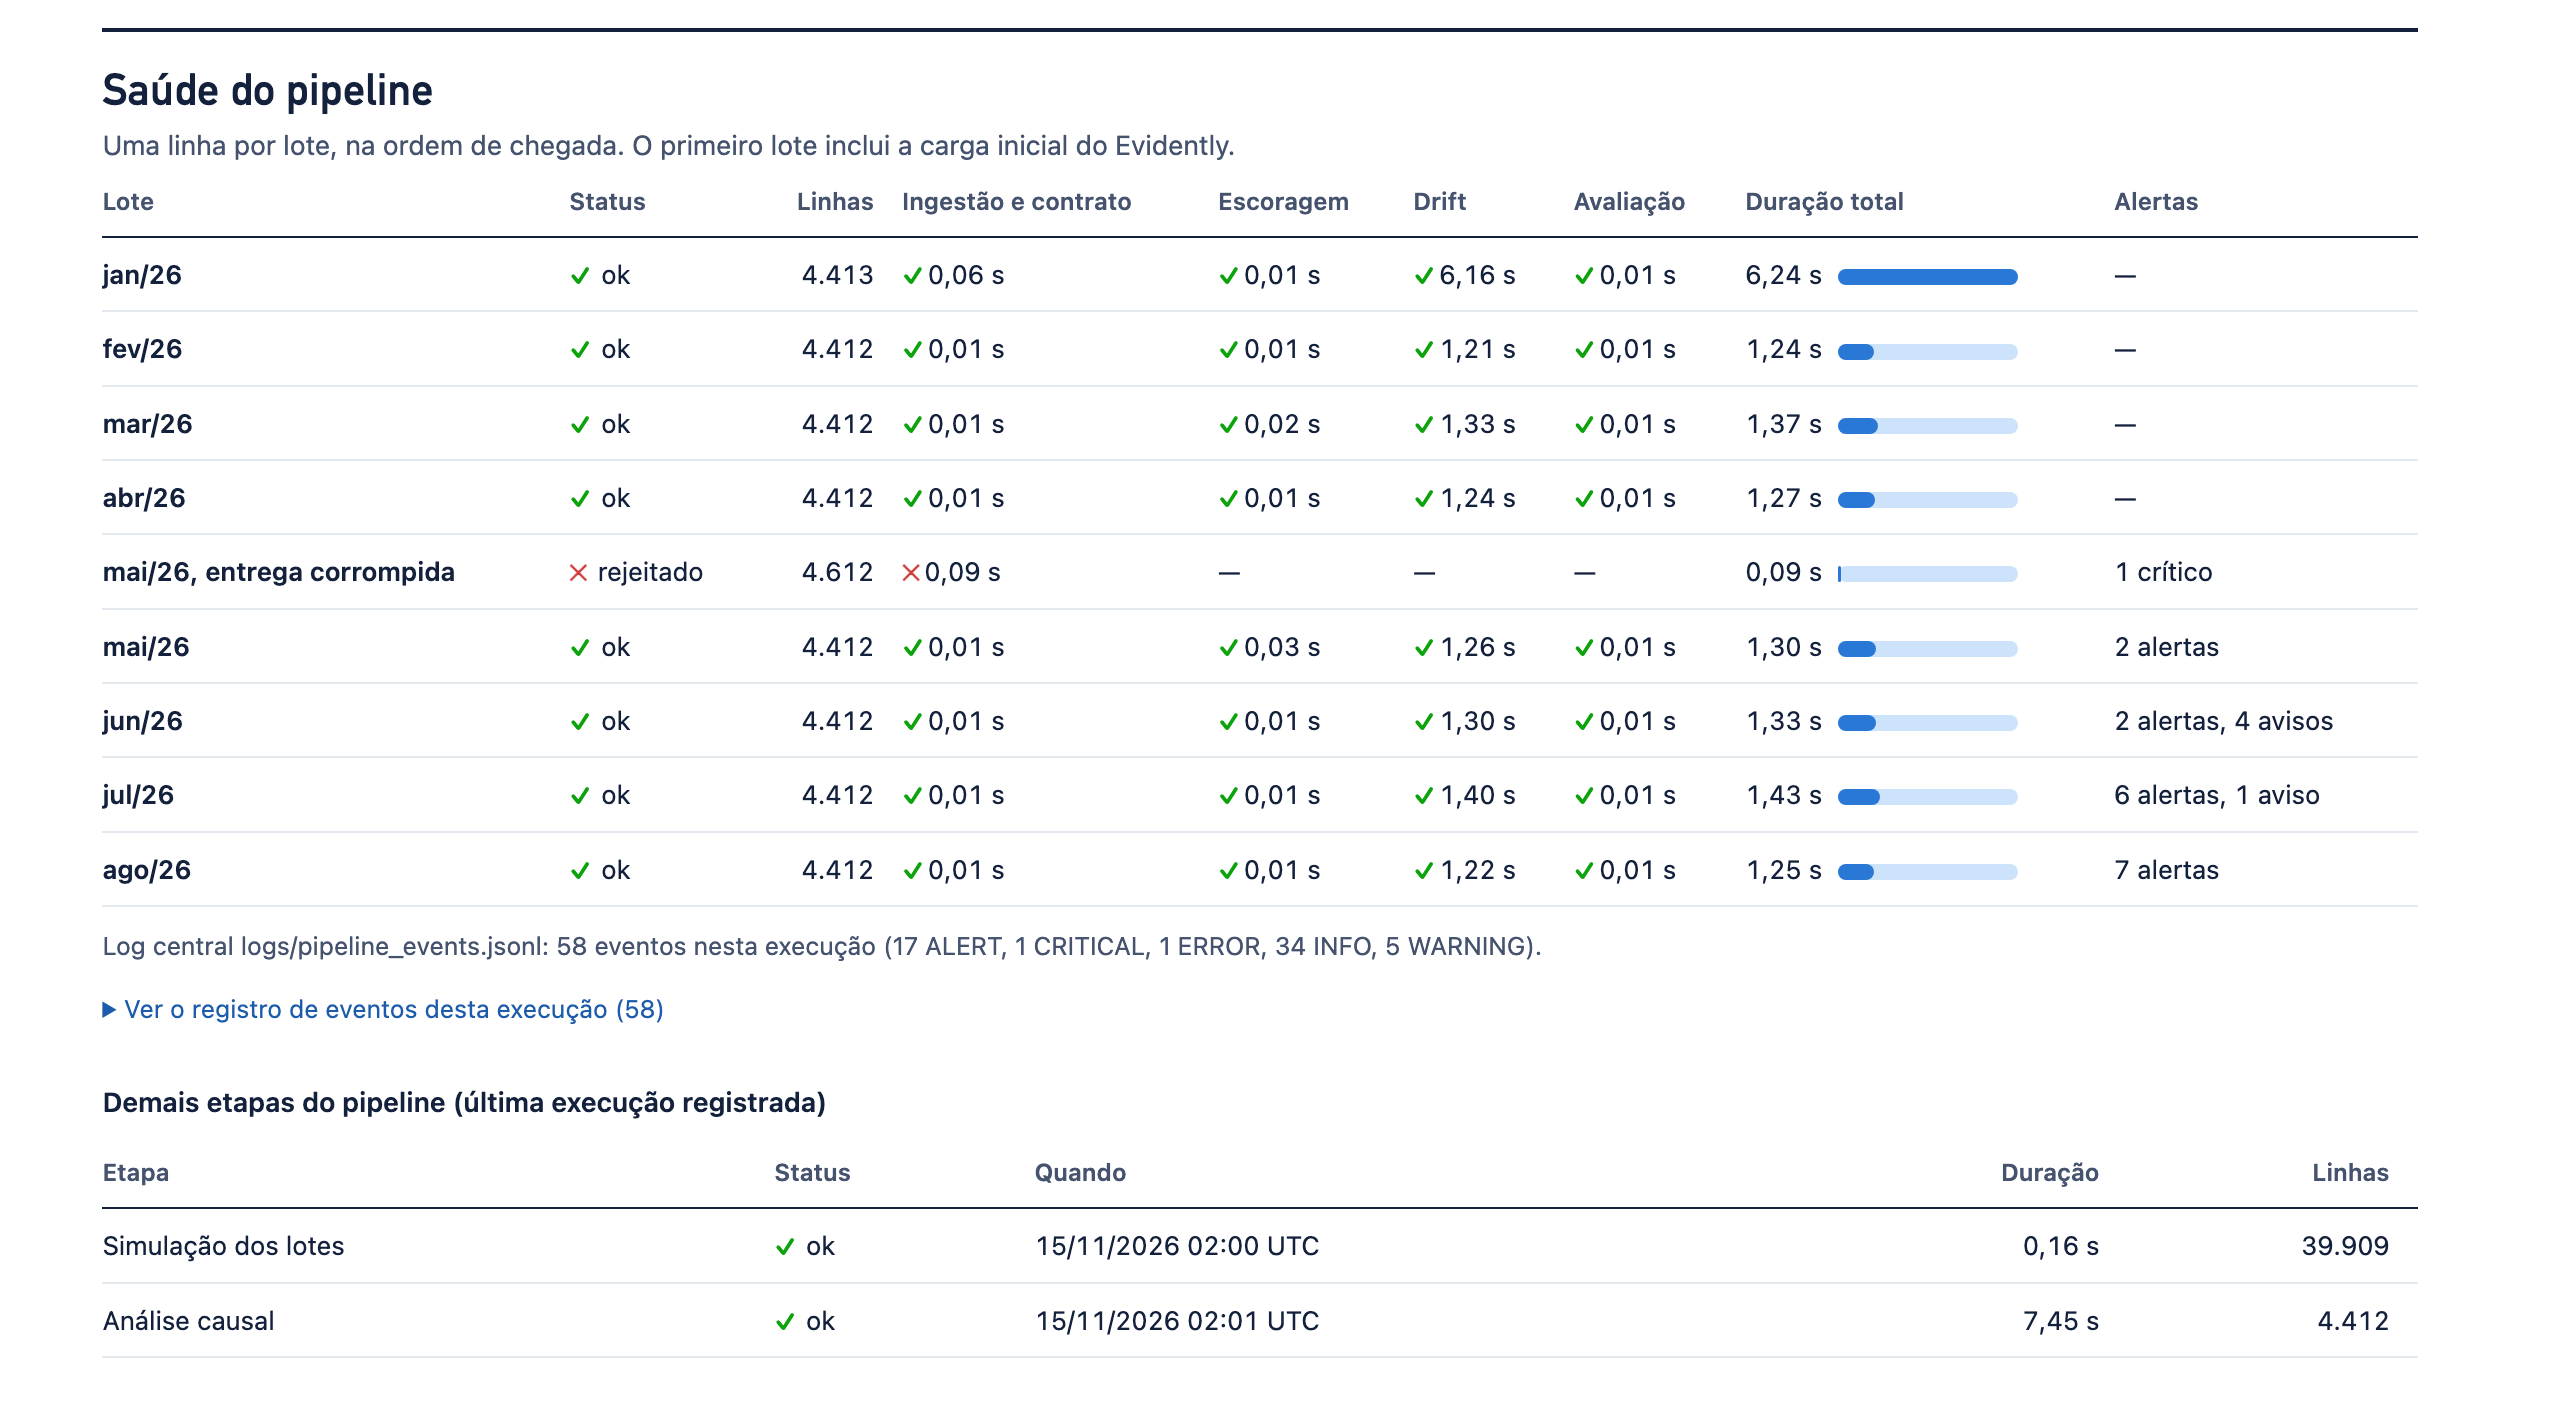 Saúde do pipeline
Uma linha por lote, na ordem de chegada. O primeiro lote inclui a carga inicial do Evidently.
Lote Status Linhas Ingestão e contrato Escoragem Drift Avaliação Duração total Alertas
jan/26 ✓ ok 4.413 ✓ 0,06 s ✓ 0,01 s ✓ 6,16 s ✓ 0,01 s 6,24 s —
fev/26 ✓ ok 4.412 ✓ 0,01 s ✓ 0,01 s ✓ 1,21 s ✓ 0,01 s 1,24 s —
mar/26 ✓ ok 4.412 ✓ 0,01 s ✓ 0,02 s ✓ 1,33 s ✓ 0,01 s 1,37 s —
abr/26 ✓ ok 4.412 ✓ 0,01 s ✓ 0,01 s ✓ 1,24 s ✓ 0,01 s 1,27 s —
mai/26, entrega corrompida ✕ rejeitado 4.612 ✕ 0,09 s — — — 0,09 s 1 crítico
mai/26 ✓ ok 4.412 ✓ 0,01 s ✓ 0,03 s ✓ 1,26 s ✓ 0,01 s 1,30 s 2 alertas
jun/26 ✓ ok 4.412 ✓ 0,01 s ✓ 0,01 s ✓ 1,30 s ✓ 0,01 s 1,33 s 2 alertas, 4 avisos
jul/26 ✓ ok 4.412 ✓ 0,01 s ✓ 0,01 s ✓ 1,40 s ✓ 0,01 s 1,43 s 6 alertas, 1 aviso
ago/26 ✓ ok 4.412 ✓ 0,01 s ✓ 0,01 s ✓ 1,22 s ✓ 0,01 s 1,25 s 7 alertas
Log central logs/pipeline_events.jsonl: 58 eventos nesta execução (17 ALERT, 1 CRITICAL, 1 ERROR, 34 INFO, 5 WARNING).
▶ Ver o registro de eventos desta execução (58)
Demais etapas do pipeline (última execução registrada)
Etapa Status Quando Duração Linhas
Simulação dos lotes ✓ ok 15/11/2026 02:00 UTC 0,16 s 39.909
Análise causal ✓ ok 15/11/2026 02:01 UTC 7,45 s 4.412